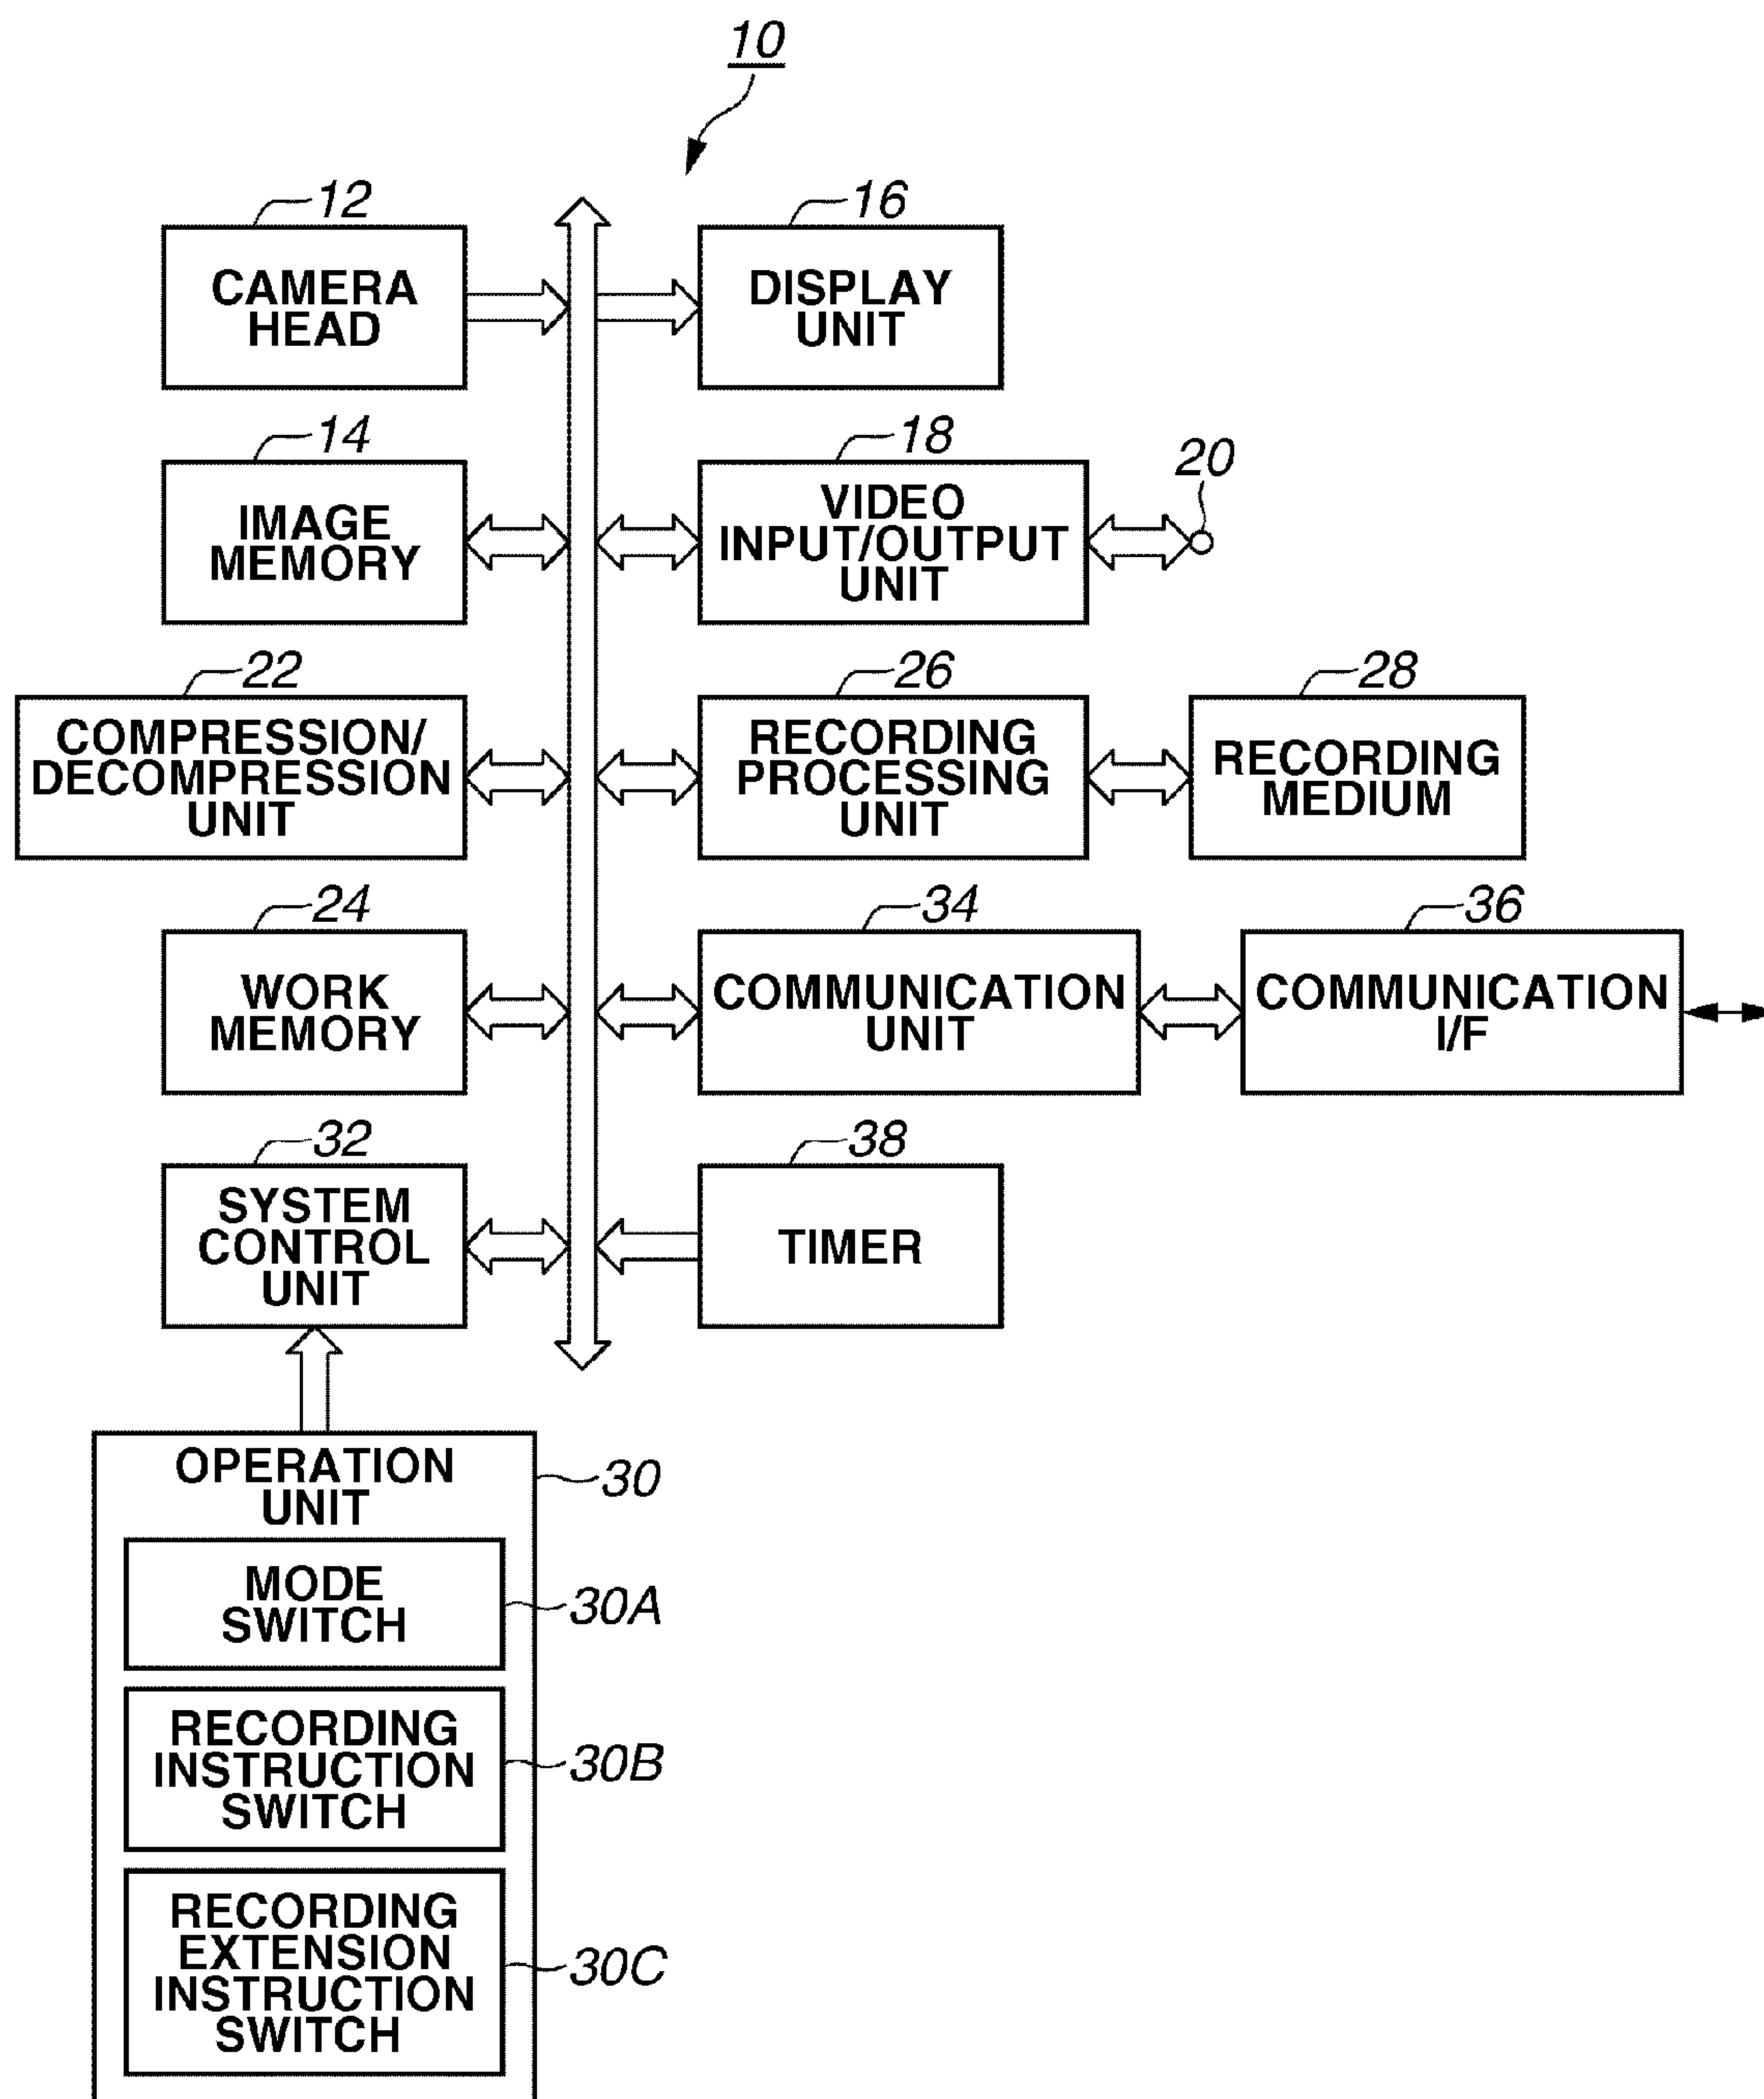 10
12
CAMERA
HEAD
16
DISPLAY
UNIT
14
IMAGE
MEMORY
18
VIDEO
INPUT/OUTPUT
UNIT
20
22
COMPRESSION/
DECOMPRESSION
UNIT
26
RECORDING
PROCESSING
UNIT
28
RECORDING
MEDIUM
24
WORK
MEMORY
34
COMMUNICATION
UNIT
36
COMMUNICATION
I/F
32
SYSTEM
CONTROL
UNIT
38
TIMER
OPERATION
UNIT
30
MODE
SWITCH
30A
RECORDING
INSTRUCTION
SWITCH
30B
RECORDING
EXTENSION
INSTRUCTION
SWITCH
30C